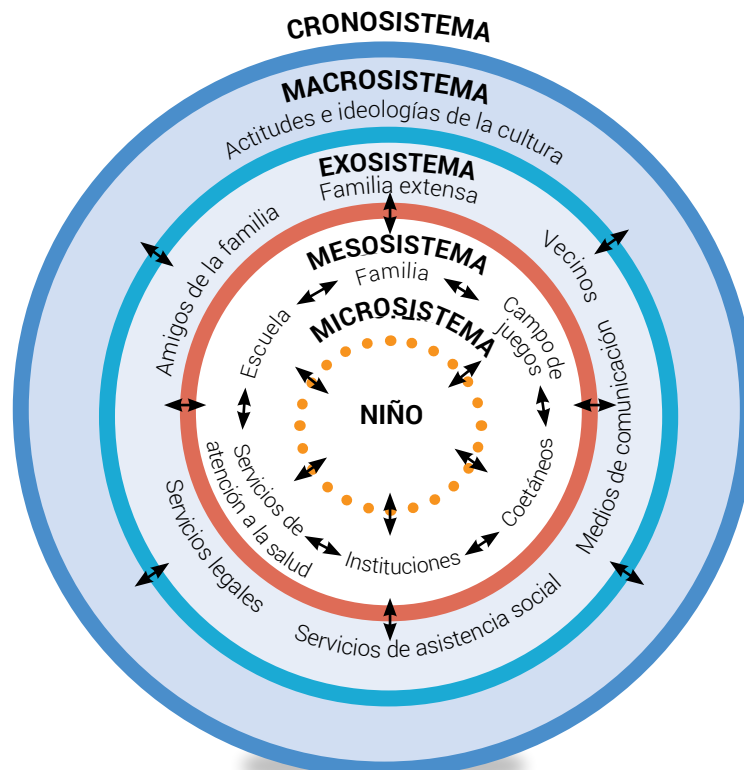 CRONOSISTEMA
MACROSISTEMA
Actitudes e ideologías de la cultura
EXOSISTEMA
Familia extensa
Amigos de la familia
Vecinos
MESOSISTEMA
Familia
MICROSISTEMA
Escuela
Campo de
juegos
NIÑO
Medios de comunicación
Servicios de
atención a la salud
Coetáneos
Instituciones
Servicios legales
Servicios de asistencia social